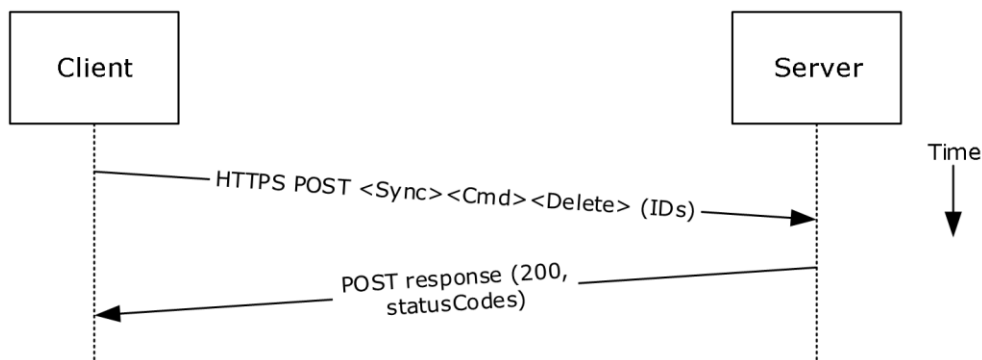 Client
Server
Time
HTTPS POST <Sync><Cmd><Delete> (IDs)
POST response (200,
statusCodes)